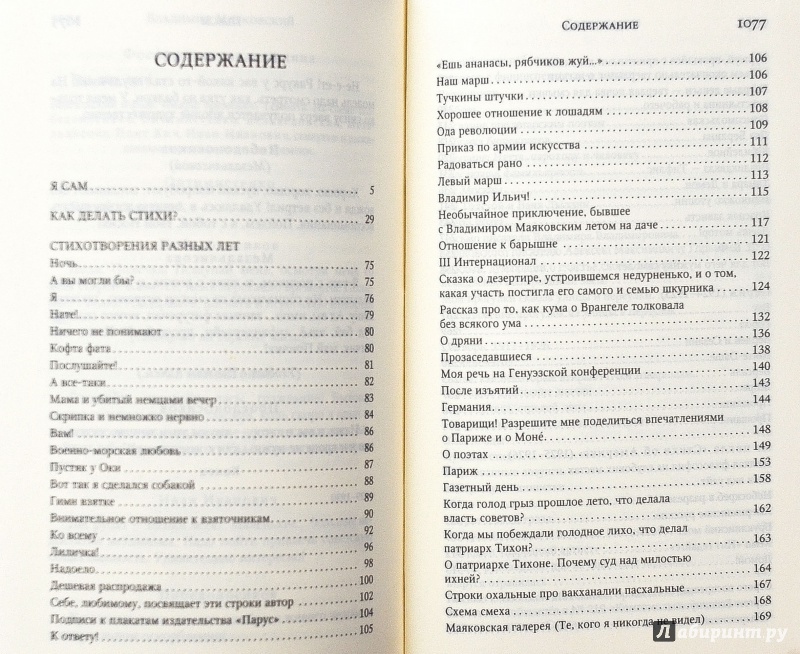 СОДЕРЖАНИЕ
Я САМ 5
КАК ДЕЛАТЬ СТИХИ? 29
СТИХОТВОРЕНИЯ РАЗНЫХ ЛЕТ
Ночь 75
А вы могли бы? 75
Я 76
Нате! 79
Ничего не понимают 80
Кофта фата 80
Послушайте! 81
А все-таки 82
Мама и убитый немцами вечер 83
Скрипка и немножко нервно 84
Вам! 86
Военно-морская любовь 86
Пустяк у Оки 87
Вот так я сделался собакой 88
Гимн взятке 89
Внимательное отношение к взяточникам 90
Ко всему 92
Лиличка! 96
Надоело 98
Дешевая распродажа 100
Себе, любимому, посвящает эти строки автор 102
Подписи к плакатам издательства «Парус» 104
К ответу! 105
Содержание 1077
«Ешь ананасы, рябчиков жуй...» 106
Наш марш 106
Тучкины штучки 107
Хорошее отношение к лошадям 108
Ода революции 109
Приказ по армии искусства 111
Радоваться рано 112
Левый марш 113
Владимир Ильич! 115
Необычайное приключение, бывшее
с Владимиром Маяковским летом на даче 117
Отношение к барышне 121
III Интернационал 122
Сказка о дезертире, устроившемся недурненько, и о том,
какая участь постигла его самого и семью шкурника 124
Рассказ про то, как кума о Врангеле толковала
без всякого ума 132
О дряни 136
Прозаседавшиеся 138
Моя речь на Генуэзской конференции 140
После изъятий 143
Германия 144
Товарищи! Разрешите мне поделиться впечатлениями
о Париже и о Моне́ 148
О поэтах 149
Париж 153
Газетный день 158
Когда голод грыз прошлое лето, что делала
власть советов? 162
Когда мы побеждали голодное лихо, что делал
патриарх Тихон? 163
О патриархе Тихоне. Почему суд над милостью
ихней? 164
Строки охальные про вакханалии пасхальные 167
Схема смеха 168
Маяковская галерея (Те, кого я никогда не видел) 169
Лабиринт.ру